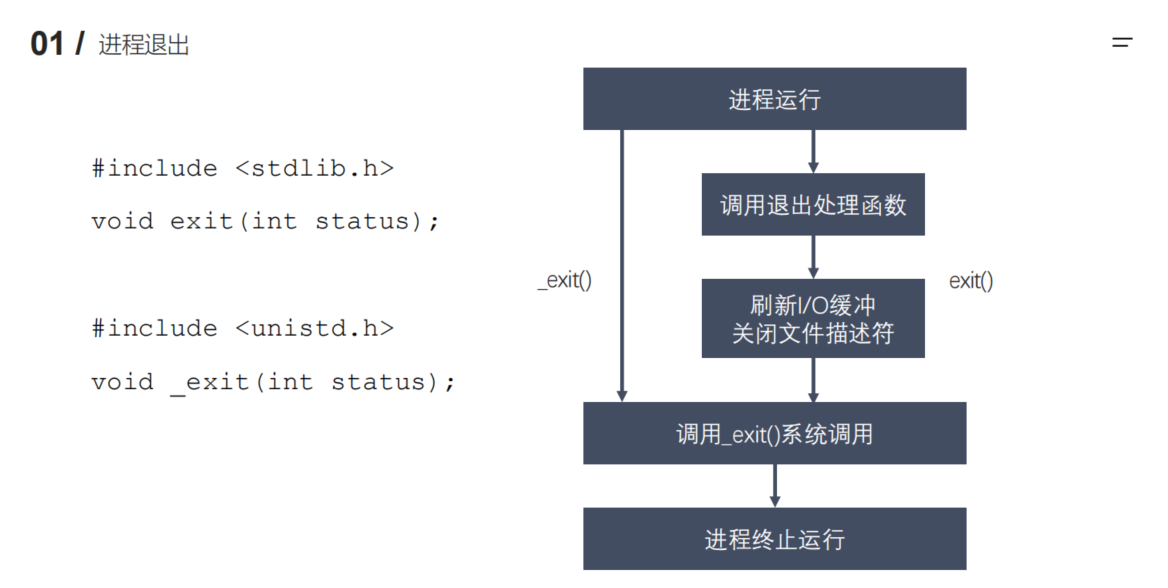 01 / 进程退出
#include <stdlib.h>
void exit(int status);
#include <unistd.h>
void _exit(int status);
进程运行
调用退出处理函数
_exit()
exit()
刷新I/O缓冲
关闭文件描述符
调用_exit()系统调用
进程终止运行